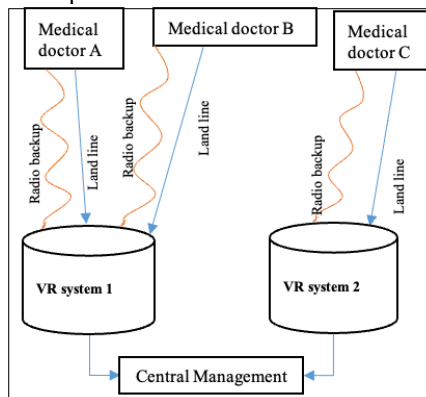 Medical
doctor A
Medical doctor B
Medical
doctor C
Radio backup
Land line
Radio backup
Land line
Radio backup
Land line
VR system 1
VR system 2
Central Management